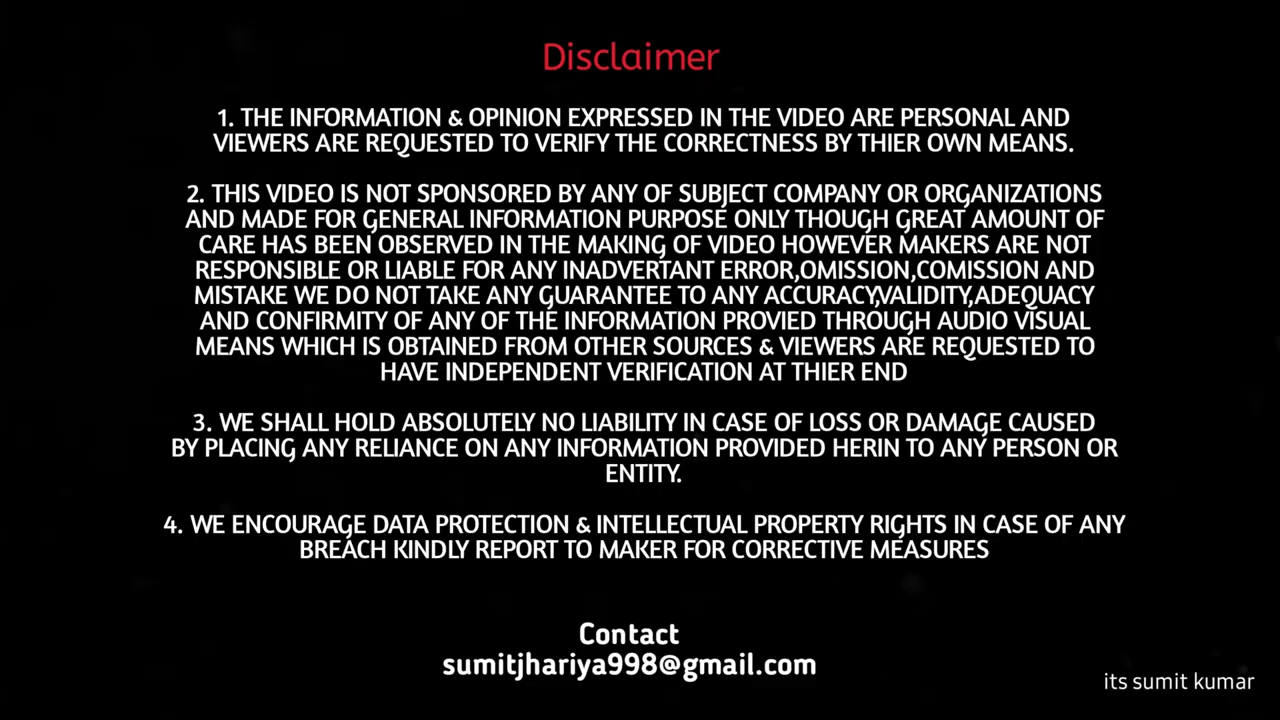 Disclaimer
1. THE INFORMATION & OPINION EXPRESSED IN THE VIDEO ARE PERSONAL AND
VIEWERS ARE REQUESTED TO VERIFY THE CORRECTNESS BY THIER OWN MEANS.
2. THIS VIDEO IS NOT SPONSORED BY ANY OF SUBJECT COMPANY OR ORGANIZATIONS
AND MADE FOR GENERAL INFORMATION PURPOSE ONLY THOUGH GREAT AMOUNT OF
CARE HAS BEEN OBSERVED IN THE MAKING OF VIDEO HOWEVER MAKERS ARE NOT
RESPONSIBLE OR LIABLE FOR ANY INADVERTANT ERROR,OMISSION,COMISSION AND
MISTAKE WE DO NOT TAKE ANY GUARANTEE TO ANY ACCURACY,VALIDITY,ADEQUACY
AND CONFIRMITY OF ANY OF THE INFORMATION PROVIED THROUGH AUDIO VISUAL
MEANS WHICH IS OBTAINED FROM OTHER SOURCES & VIEWERS ARE REQUESTED TO
HAVE INDEPENDENT VERIFICATION AT THIER END
3. WE SHALL HOLD ABSOLUTELY NO LIABILITY IN CASE OF LOSS OR DAMAGE CAUSED
BY PLACING ANY RELIANCE ON ANY INFORMATION PROVIDED HERIN TO ANY PERSON OR
ENTITY.
4. WE ENCOURAGE DATA PROTECTION & INTELLECTUAL PROPERTY RIGHTS IN CASE OF ANY
BREACH KINDLY REPORT TO MAKER FOR CORRECTIVE MEASURES
Contact
sumitjhariya998@gmail.com
its sumit kumar